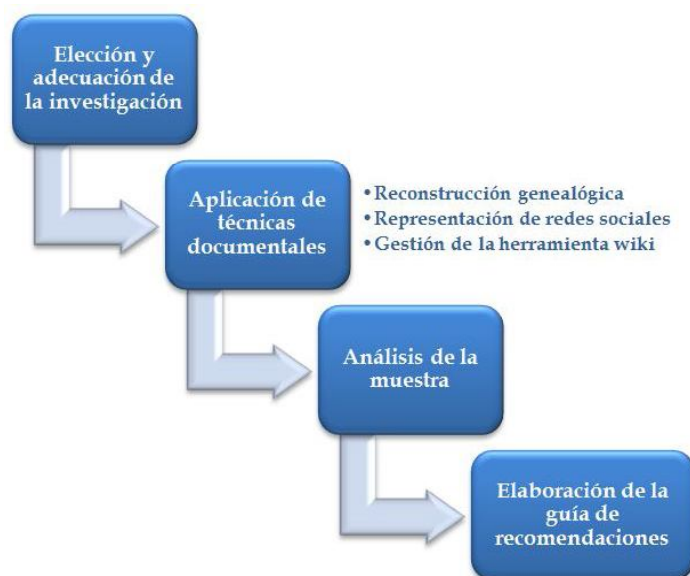 Elección y
adecuación de
la investigación
Aplicación de
técnicas
documentales
• Reconstrucción genealógica
• Representación de redes sociales
• Gestión de la herramienta wiki
Análisis de la
muestra
Elaboración de la
guía de
recomendaciones